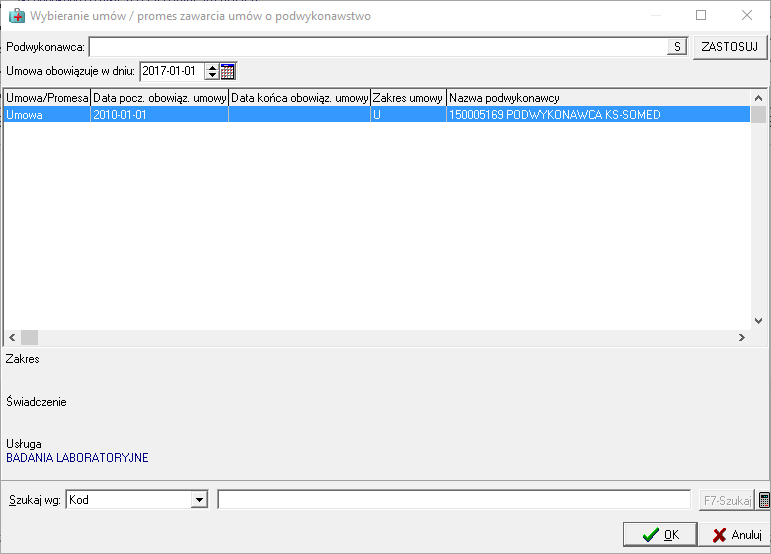 Wybieranie umów / promes zawarcia umów o podwykonawstwo
Podwykonawca: S ZASTOSUJ
Umowa obowiązuje w dniu: 2017-01-01
Umowa/Promesa Data pocz. obowiąz. umowy Data końca obowiąz. umowy Zakres umowy Nazwa podwykonawcy
Umowa 2010-01-01 U 150005169 PODWYKONAWCA KS-SOMED
Zakres
Świadczenie
Usługa
BADANIA LABORATORYJNE
Szukaj wg: Kod F7-Szukaj
OK Anuluj